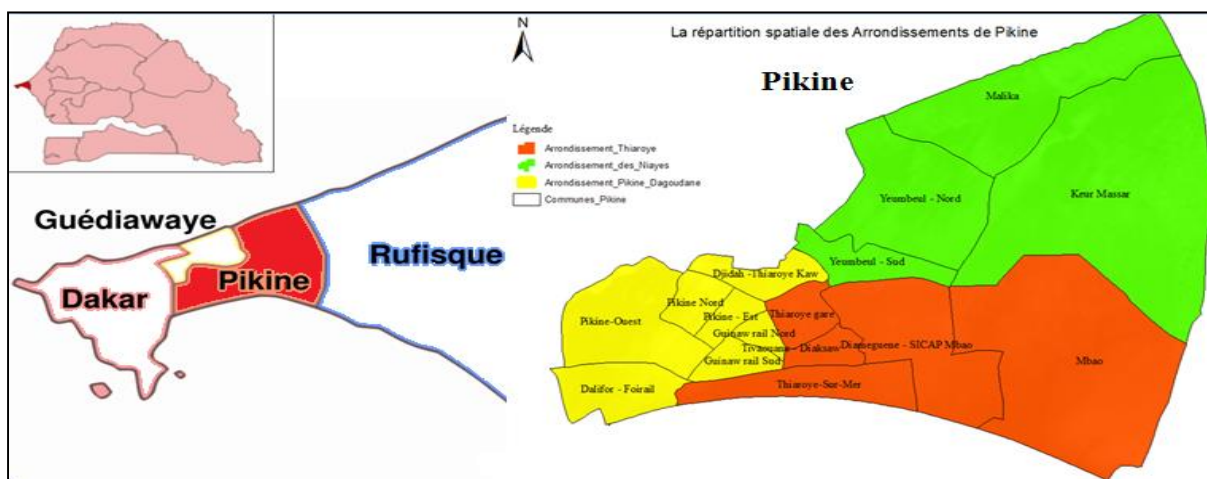 Guédiawaye
Dakar
Pikine
Rufisque
N
La répartition spatiale des Arrondissements de Pikine
Pikine
Légende
Arrondissement_Thiaroye
Arrondissement_des_Niayes
Arrondissement_Pikine_Dagoudane
Communes_Pikine
Malika
Yeumbeul - Nord
Keur Massar
Yeumbeul - Sud
Djidah -Thiaroye Kaw
Pikine Nord
Pikine-Ouest
Pikine - Est
Thiaroye gare
Guinaw rail Nord
Tivaouane - Diaksaw
Diameguene - SICAP Mbao
Guinaw rail Sud
Mbao
Dalifor - Foirail
Thiaroye-Sur-Mer